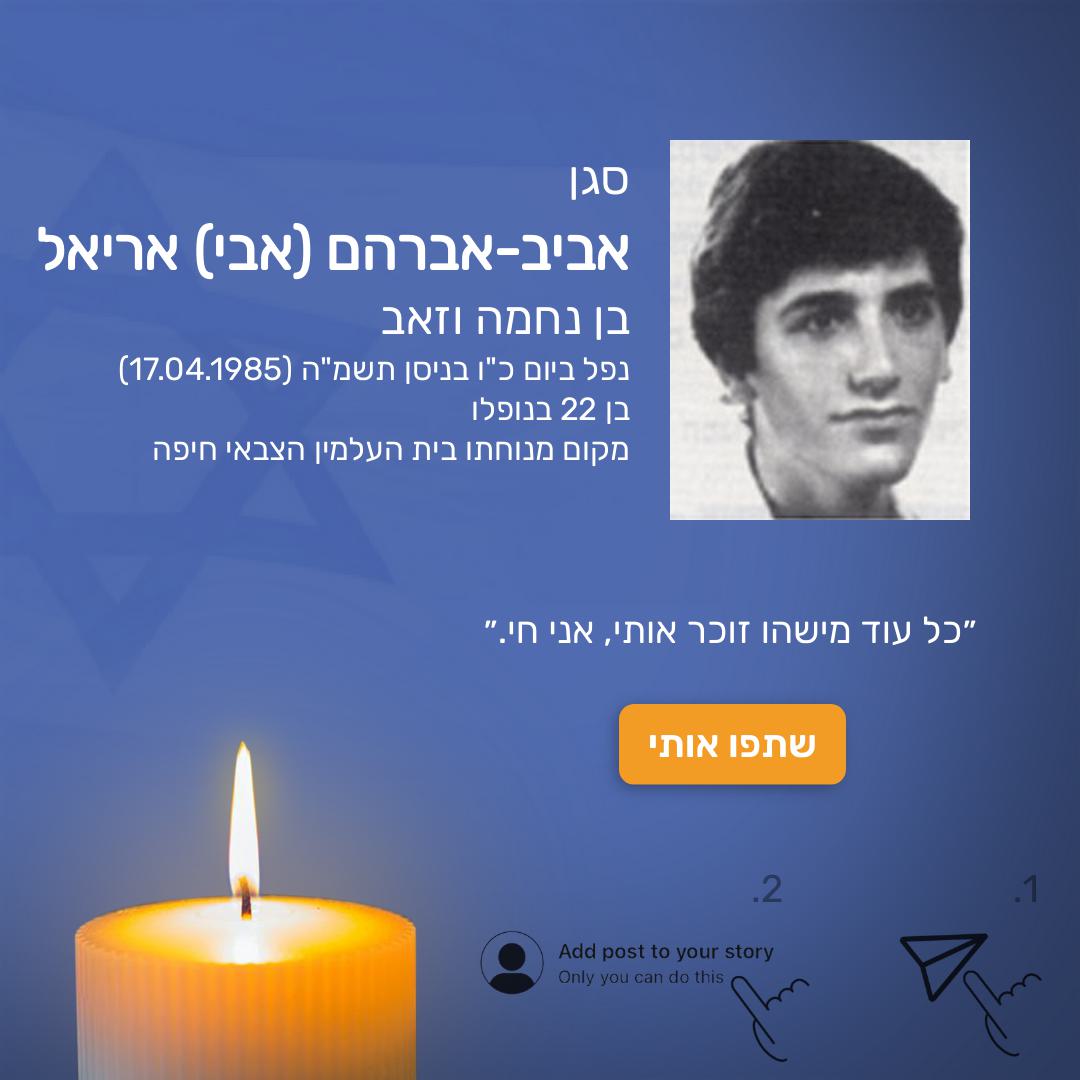 סגן
אביב-אברהם (אבי) אריאל
בן נחמה וזאב
נפל ביום כ"ו בניסן תשמ"ה (17.04.1985)
בן 22 בנופלו
מקום מנוחתו בית העלמין הצבאי חיפה
״כל עוד מישהו זוכר אותי, אני חי.״
שתפו אותי
1.
2.
Add post to your story
Only you can do this